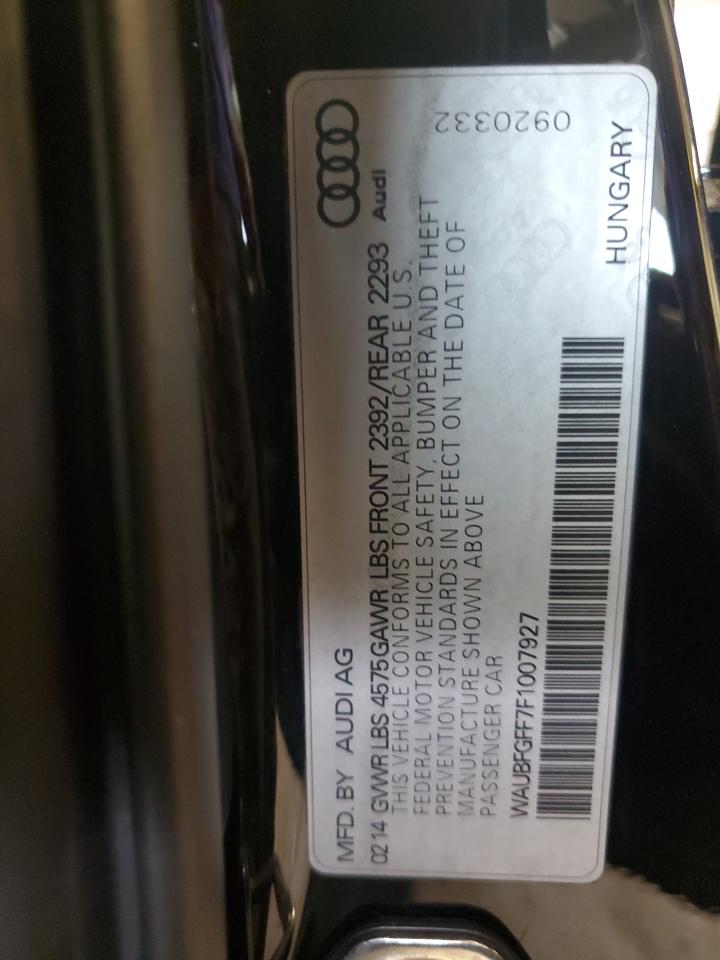 MFD. BY AUDI AG
02 14 GVWR LBS 4575 GAWR LBS FRONT 2392/REAR 2293
Audi
THIS VEHICLE CONFORMS TO ALL APPLICABLE U.S.
FEDERAL MOTOR VEHICLE SAFETY, BUMPER AND THEFT
PREVENTION STANDARDS IN EFFECT ON THE DATE OF
MANUFACTURE SHOWN ABOVE
PASSENGER CAR
0920332
WAUBFGFF7F1007927
HUNGARY